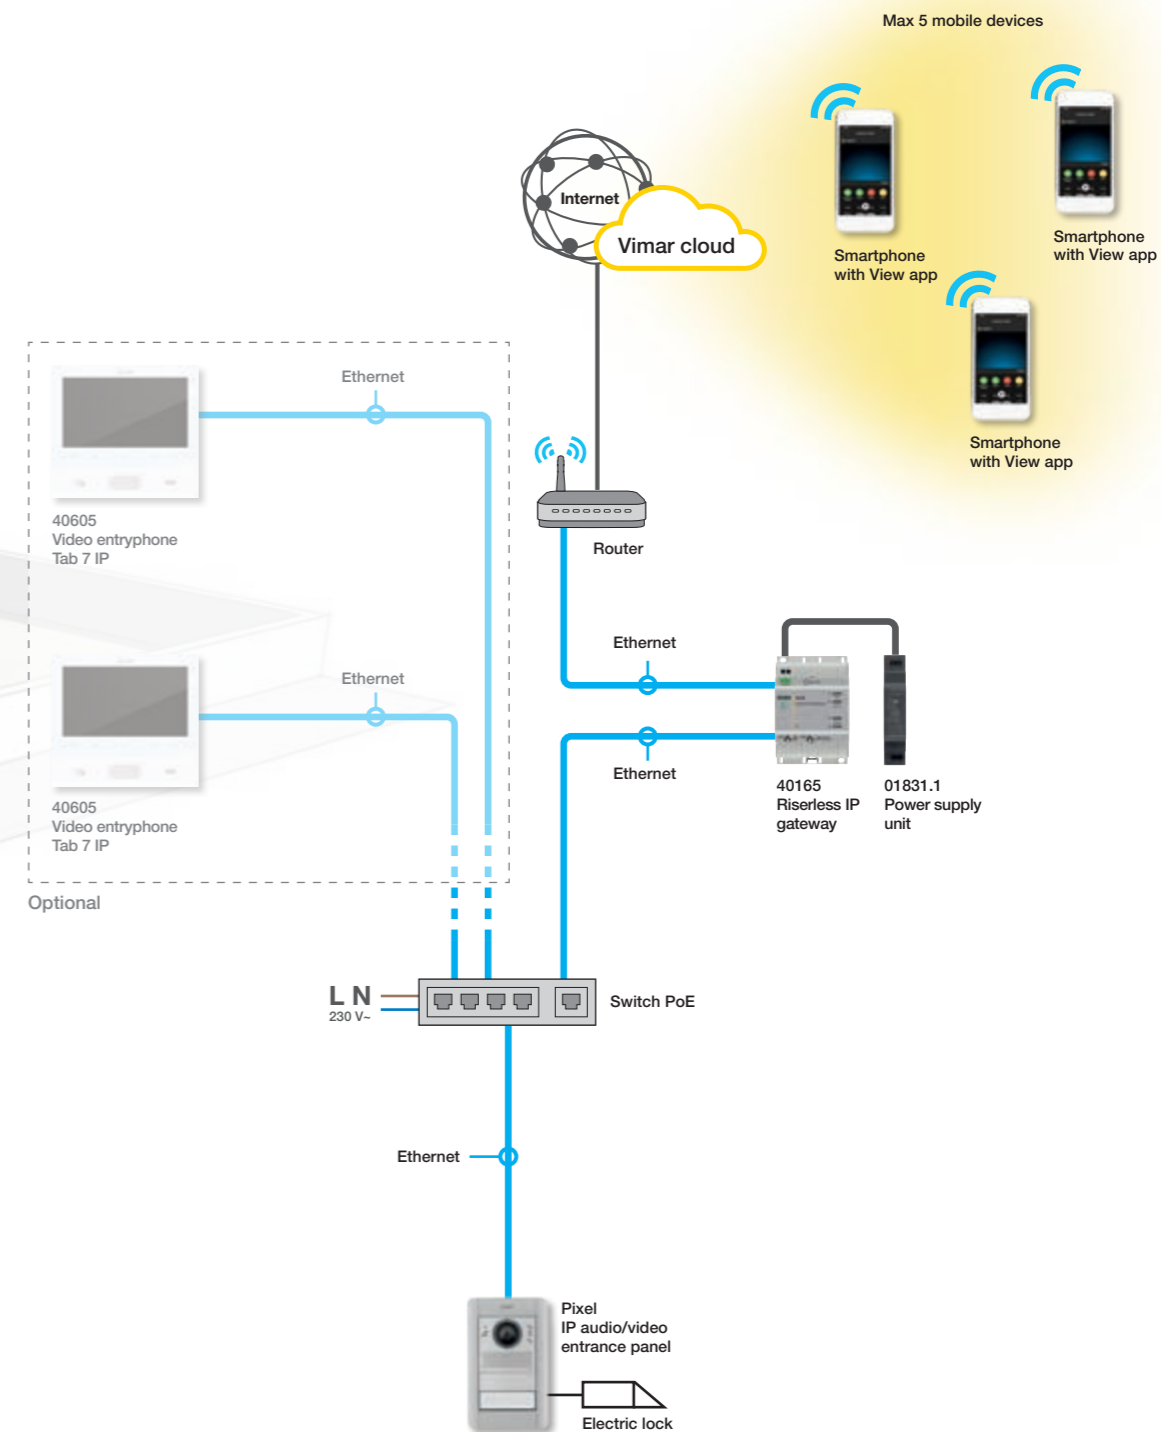 Max 5 mobile devices
Internet
Vimar cloud
Smartphone
with View app
Smartphone
with View app
Smartphone
with View app
Ethernet
40605
Video entryphone
Tab 7 IP
Router
Ethernet
Ethernet
Ethernet
40165
Riserless IP
gateway
01831.1
Power supply
unit
40605
Video entryphone
Tab 7 IP
Optional
L N
230 V~
Switch PoE
Ethernet
Pixel
IP audio/video
entrance panel
Electric lock